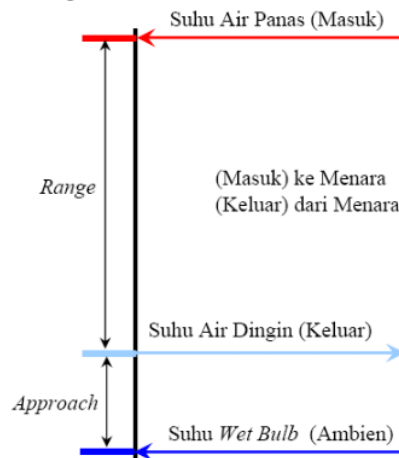 Suhu Air Panas (Masuk)
Range
(Masuk) ke Menara
(Keluar) dari Menara
Suhu Air Dingin (Keluar)
Approach
Suhu Wet Bulb (Ambien)